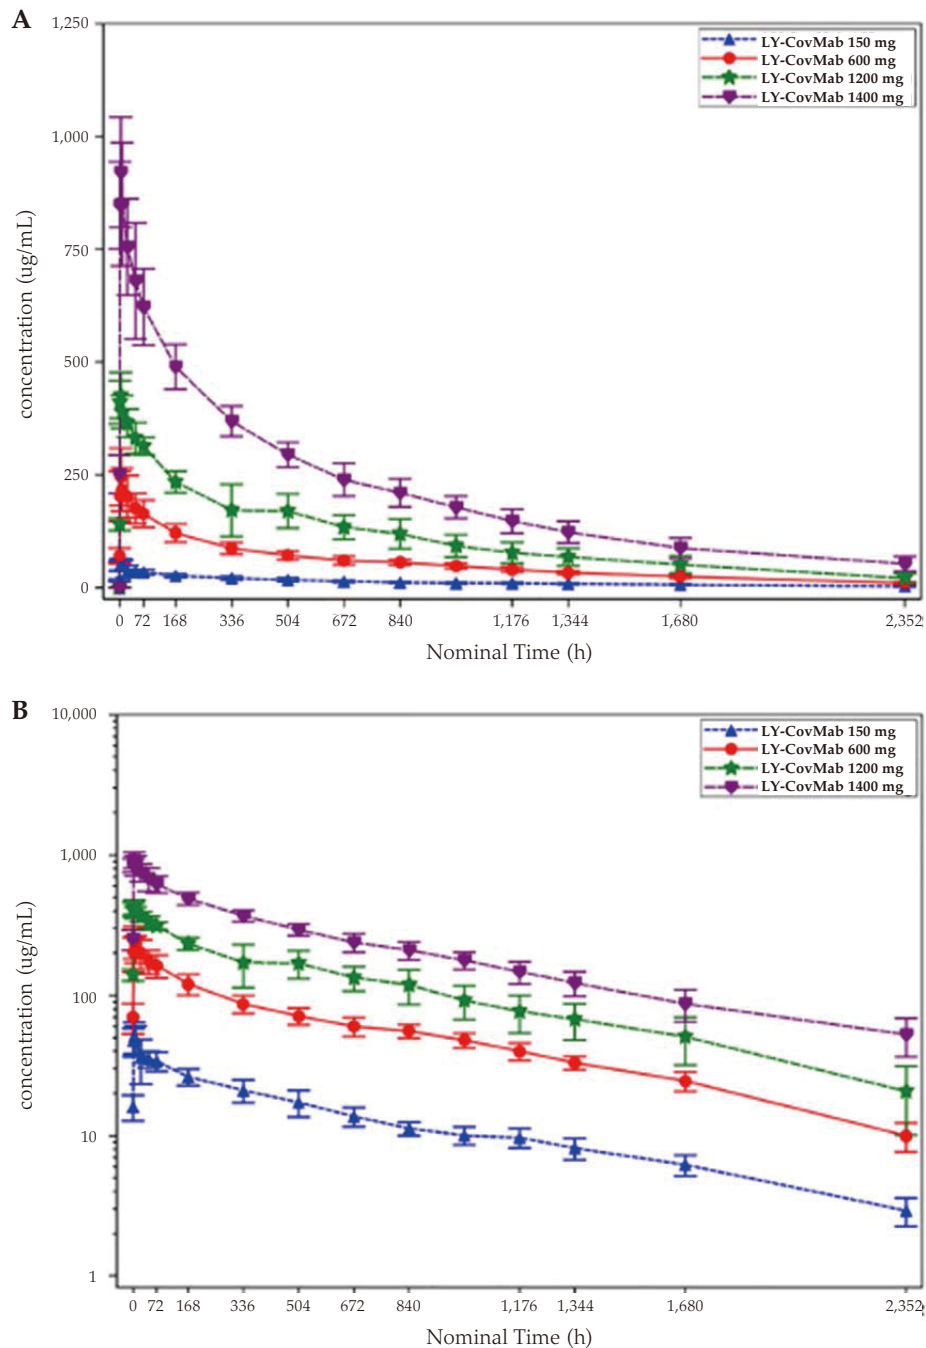 A
1,250
1,000
750
500
250
0
concentration (ug/mL)
LY-CovMab 150 mg
LY-CovMab 600 mg
LY-CovMab 1200 mg
LY-CovMab 1400 mg
0 72 168 336 504 672 840 1,176 1,344 1,680 2,352
Nominal Time (h)
B
10,000
1,000
100
10
1
concentration (ug/mL)
LY-CovMab 150 mg
LY-CovMab 600 mg
LY-CovMab 1200 mg
LY-CovMab 1400 mg
0 72 168 336 504 672 840 1,176 1,344 1,680 2,352
Nominal Time (h)